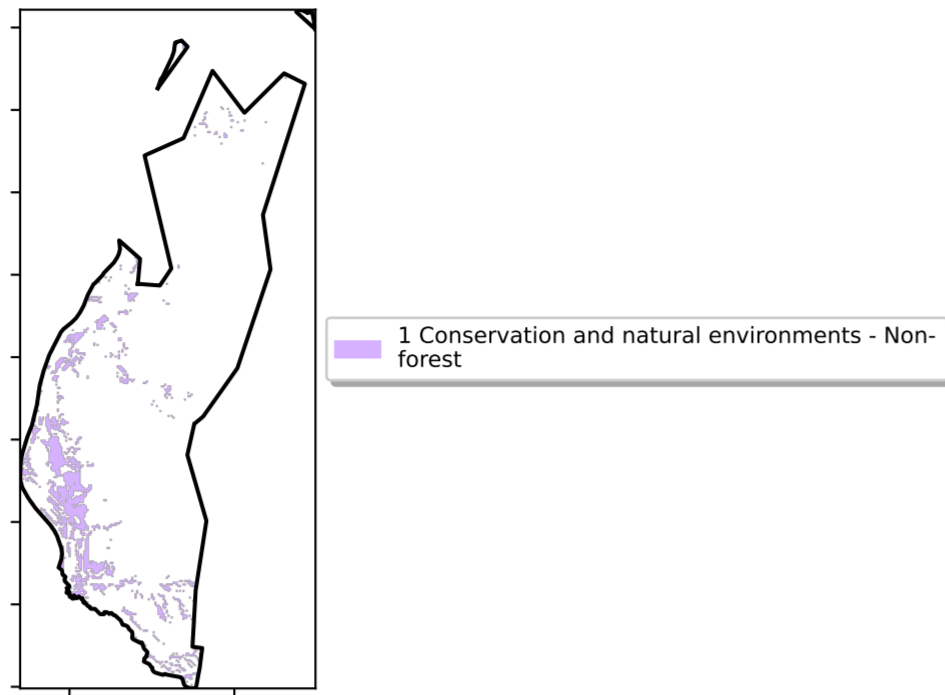 1 Conservation and natural environments - Non-
forest